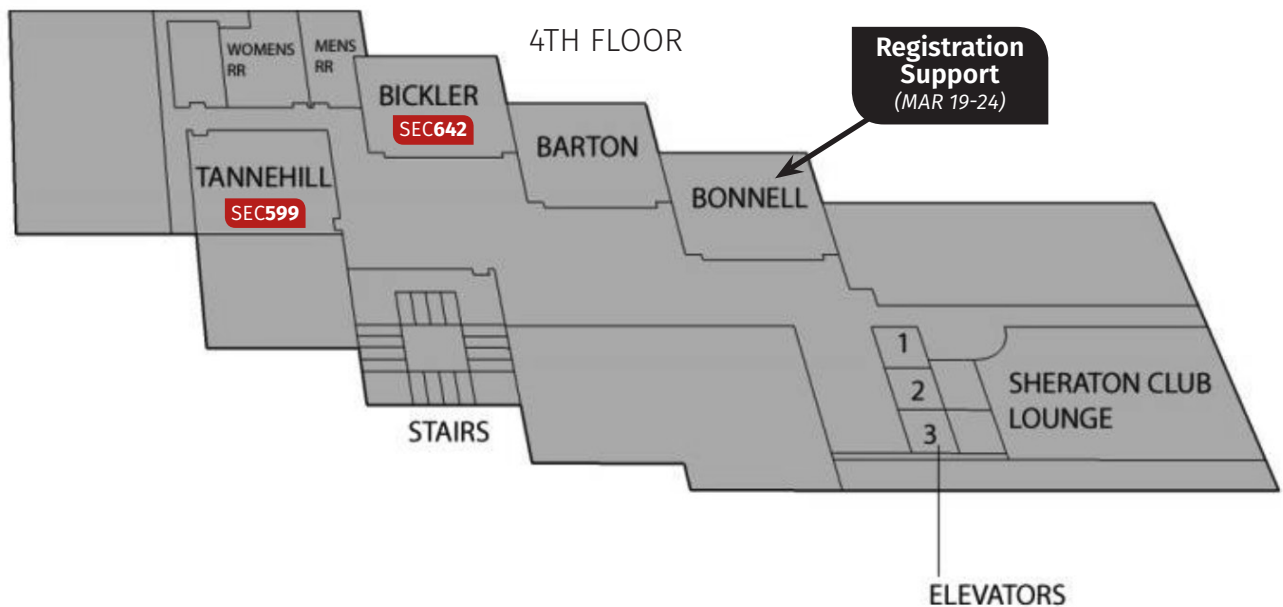 4TH FLOOR
Registration
Support
(MAR 19-24)
WOMENS
RR
MENS
RR
BICKLER
SEC642
BARTON
TANNEHILL
SEC599
BONNELL
1
2
3
SHERATON CLUB
LOUNGE
STAIRS
ELEVATORS